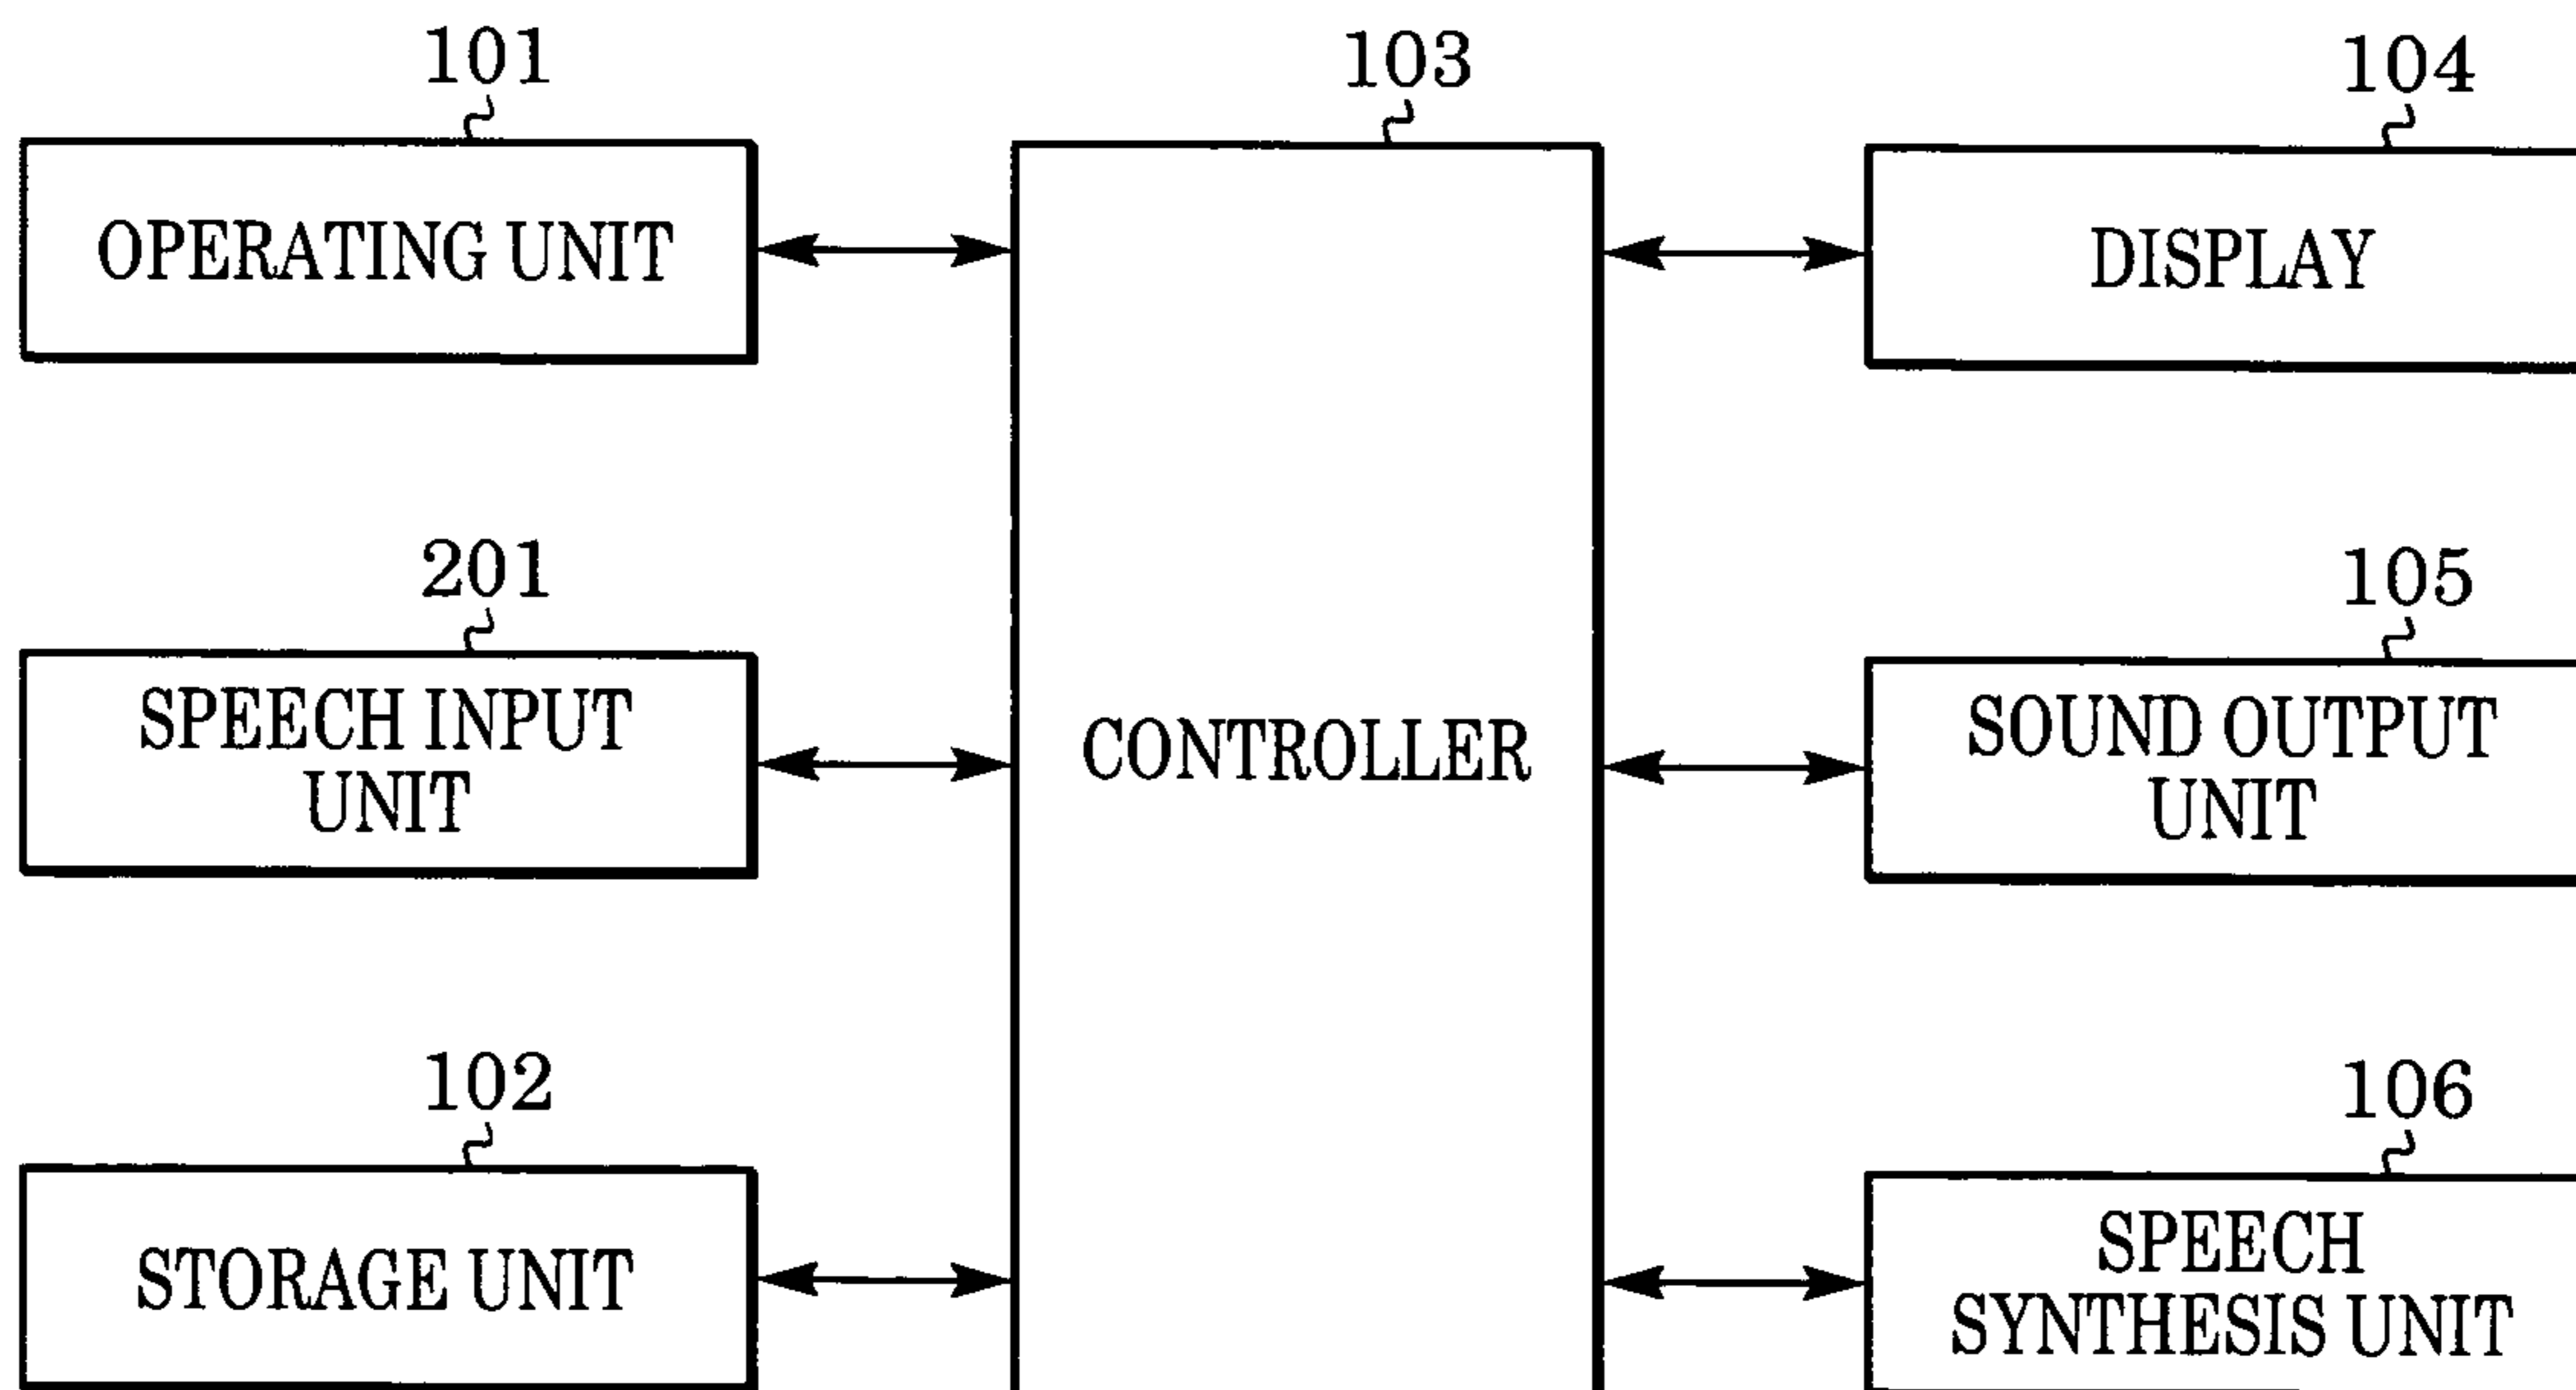 101
OPERATING UNIT
201
SPEECH INPUT
UNIT
102
STORAGE UNIT
103
CONTROLLER
104
DISPLAY
105
SOUND OUTPUT
UNIT
106
SPEECH
SYNTHESIS UNIT